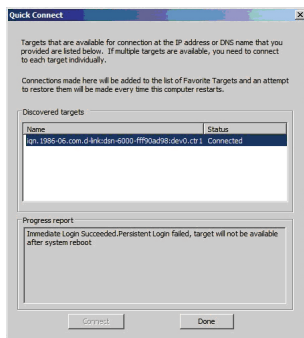 Quick Connect
Targets that are available for connection at the IP address or DNS name that you
provided are listed below. If multiple targets are available, you need to connect
to each target individually.
Connections made here will be added to the list of Favorite Targets and an attempt
to restore them will be made every time this computer restarts.
Discovered targets
Name Status
iqn.1986-06.com.d-link:dsn-6000-fff90ad98:dev0.ctr1 Connected
Progress report
Immediate Login Succeeded.Persistent Login failed, target will not be available
after system reboot
Connect Done